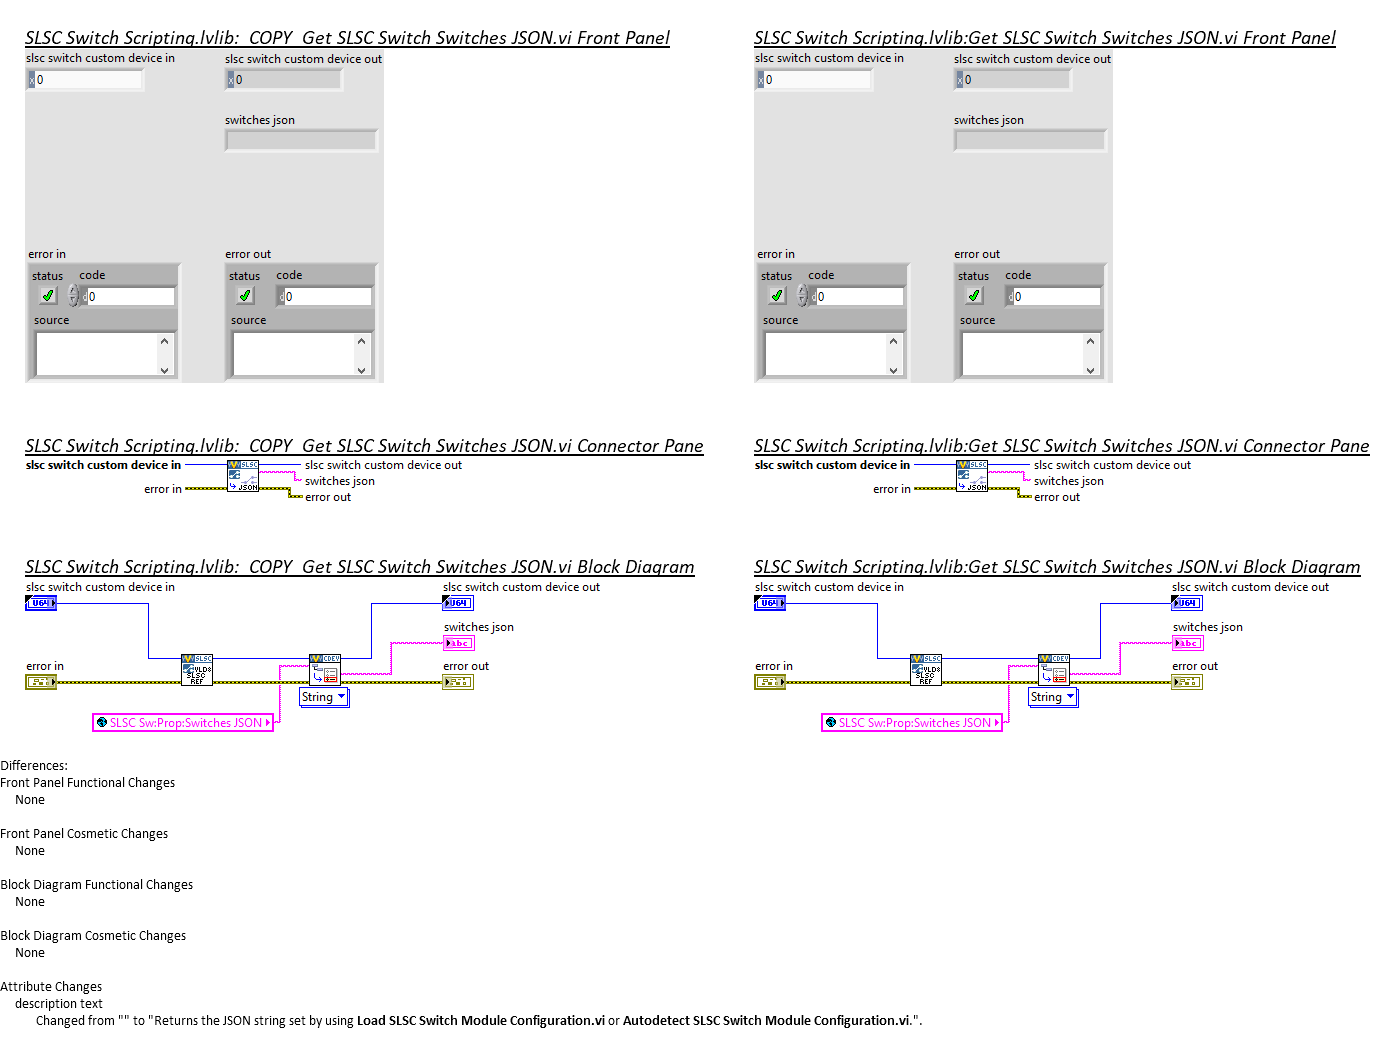 SLSC Switch Scripting.lvlib:_COPY_Get SLSC Switch Switches JSON.vi Front Panel
slsc switch custom device in
slsc switch custom device out
x 0
x 0
switches json
error in
error out
status code
status code
d 0
d 0
source
source
SLSC Switch Scripting.lvlib:Get SLSC Switch Switches JSON.vi Front Panel
slsc switch custom device in
slsc switch custom device out
x 0
x 0
switches json
error in
error out
status code
status code
d 0
d 0
source
source
SLSC Switch Scripting.lvlib:_COPY_Get SLSC Switch Switches JSON.vi Connector Pane
slsc switch custom device in
SLSC
slsc switch custom device out
switches json
error in
JSON
error out
SLSC Switch Scripting.lvlib:Get SLSC Switch Switches JSON.vi Connector Pane
slsc switch custom device in
SLSC
slsc switch custom device out
switches json
error in
JSON
error out
SLSC Switch Scripting.lvlib:_COPY_Get SLSC Switch Switches JSON.vi Block Diagram
slsc switch custom device in
slsc switch custom device out
U64
U64
switches json
abc
error in
SLSC
VLD8
SLSC
REF
CDEV
error out
String
SLSC Sw:Prop:Switches JSON
SLSC Switch Scripting.lvlib:Get SLSC Switch Switches JSON.vi Block Diagram
slsc switch custom device in
slsc switch custom device out
U64
U64
switches json
abc
error in
SLSC
VLD8
SLSC
REF
CDEV
error out
String
SLSC Sw:Prop:Switches JSON
Differences:
Front Panel Functional Changes
None
Front Panel Cosmetic Changes
None
Block Diagram Functional Changes
None
Block Diagram Cosmetic Changes
None
Attribute Changes
description text
Changed from "" to "Returns the JSON string set by using Load SLSC Switch Module Configuration.vi or Autodetect SLSC Switch Module Configuration.vi.".